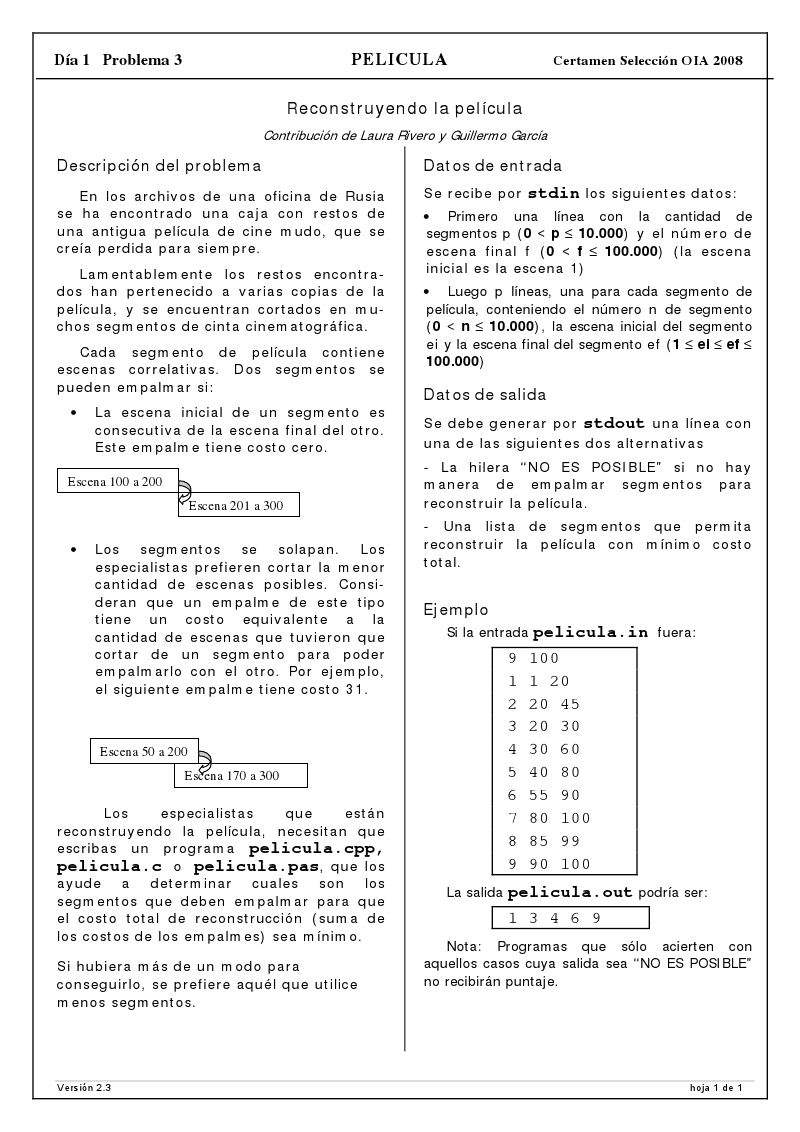 Día 1 Problema 3 PELICULA Certamen Selección OIA 2008
Reconstruyendo la película
Contribución de Laura Rivero y Guillermo García
Descripción del problema
En los archivos de una oficina de Rusia
se ha encontrado una caja con restos de
una antigua película de cine mudo, que se
creía perdida para siempre.
Lamentablemente los restos encontra-
dos han pertenecido a varias copias de la
película, y se encuentran cortados en mu-
chos segmentos de cinta cinematográfica.
Cada segmento de película contiene
escenas correlativas. Dos segmentos se
pueden empalmar si:
• La escena inicial de un segmento es
consecutiva de la escena final del otro.
Este empalme tiene costo cero.
Escena 100 a 200
Escena 201 a 300
• Los segmentos se solapan. Los
especialistas prefieren cortar la menor
cantidad de escenas posibles. Consi-
deran que un empalme de este tipo
tiene un costo equivalente a la
cantidad de escenas que tuvieron que
cortar de un segmento para poder
empalmarlo con el otro. Por ejemplo,
el siguiente empalme tiene costo 31.
Escena 50 a 200
Escena 170 a 300
Los especialistas que están
reconstruyendo la película, necesitan que
escribas un programa pelicula.cpp,
pelicula.c o pelicula.pas, que los
ayude a determinar cuales son los
segmentos que deben empalmar para que
el costo total de reconstrucción (suma de
los costos de los empalmes) sea mínimo.
Si hubiera más de un modo para
conseguirlo, se prefiere aquél que utilice
menos segmentos.
Datos de entrada
Se recibe por stdin los siguientes datos:
• Primero una línea con la cantidad de
segmentos p (0 < p ≤ 10.000) y el número de
escena final f (0 < f ≤ 100.000) (la escena
inicial es la escena 1)
• Luego p líneas, una para cada segmento de
película, conteniendo el número n de segmento
(0 < n ≤ 10.000), la escena inicial del segmento
ei y la escena final del segmento ef (1 ≤ ei ≤ ef ≤
100.000)
Datos de salida
Se debe generar por stdout una línea con
una de las siguientes dos alternativas
- La hilera “NO ES POSIBLE” si no hay
manera de empalmar segmentos para
reconstruir la película.
- Una lista de segmentos que permita
reconstruir la película con mínimo costo
total.
Ejemplo
Si la entrada pelicula.in fuera:
9 100
1 1 20
2 20 45
3 20 30
4 30 60
5 40 80
6 55 90
7 80 100
8 85 99
9 90 100
La salida pelicula.out podría ser:
1 3 4 6 9
Nota: Programas que sólo acierten con
aquellos casos cuya salida sea “NO ES POSIBLE”
no recibirán puntaje.
Versión 2.3 hoja 1 de 1